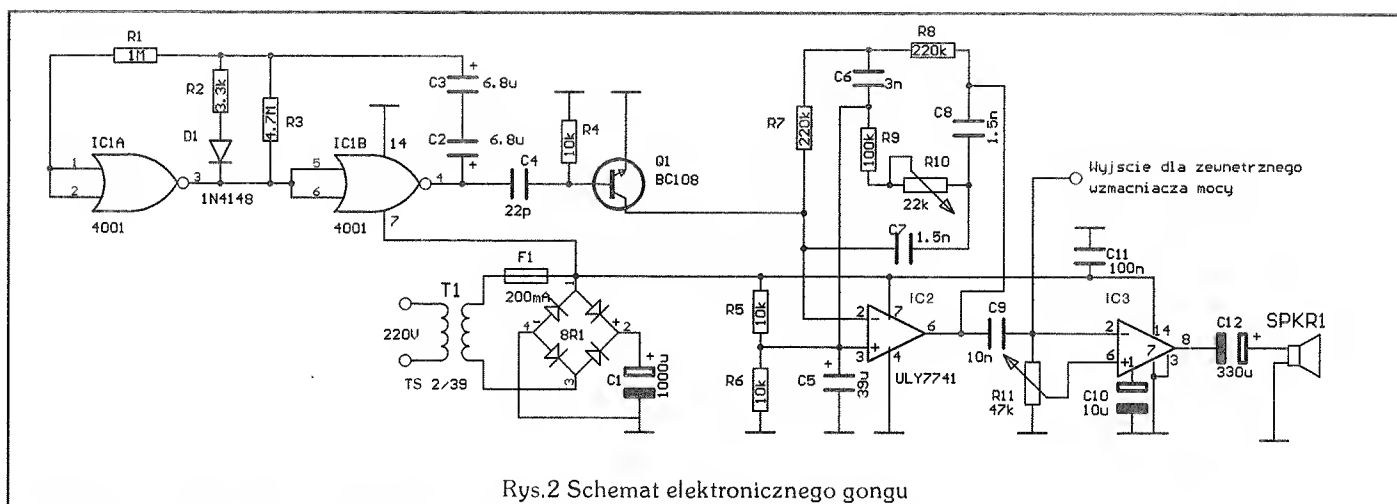 R1
1M
R2
3.3k
D1
1N4148
R3
4.7M
IC1A
1
2
3
4001
IC1B
14
5
6
4
7
4001
C3
+
6.8u
C2
6.8u
+
C4
22p
R4
10k
Q1
BC108
R7
220k
R8
220k
C6
3n
R9
100k
R10
22k
C8
1.5n
C7
1.5n
Wyjscie dla zewnetrznego
wzmacniacza mocy
T1
220V
TS 2/39
F1
200mA
1
4
-
+
2
3
BR1
+
C1
1000u
R5
10k
R6
10k
+
C5
39u
IC2
2
-
7
6
+
3
4
ULY7741
C9
10n
R11
47k
C11
100n
IC3
2
-
14
8
6
+
1
7
3
C10
10u
C12
+
330u
SPKR1
Rys.2 Schemat elektronicznego gongu